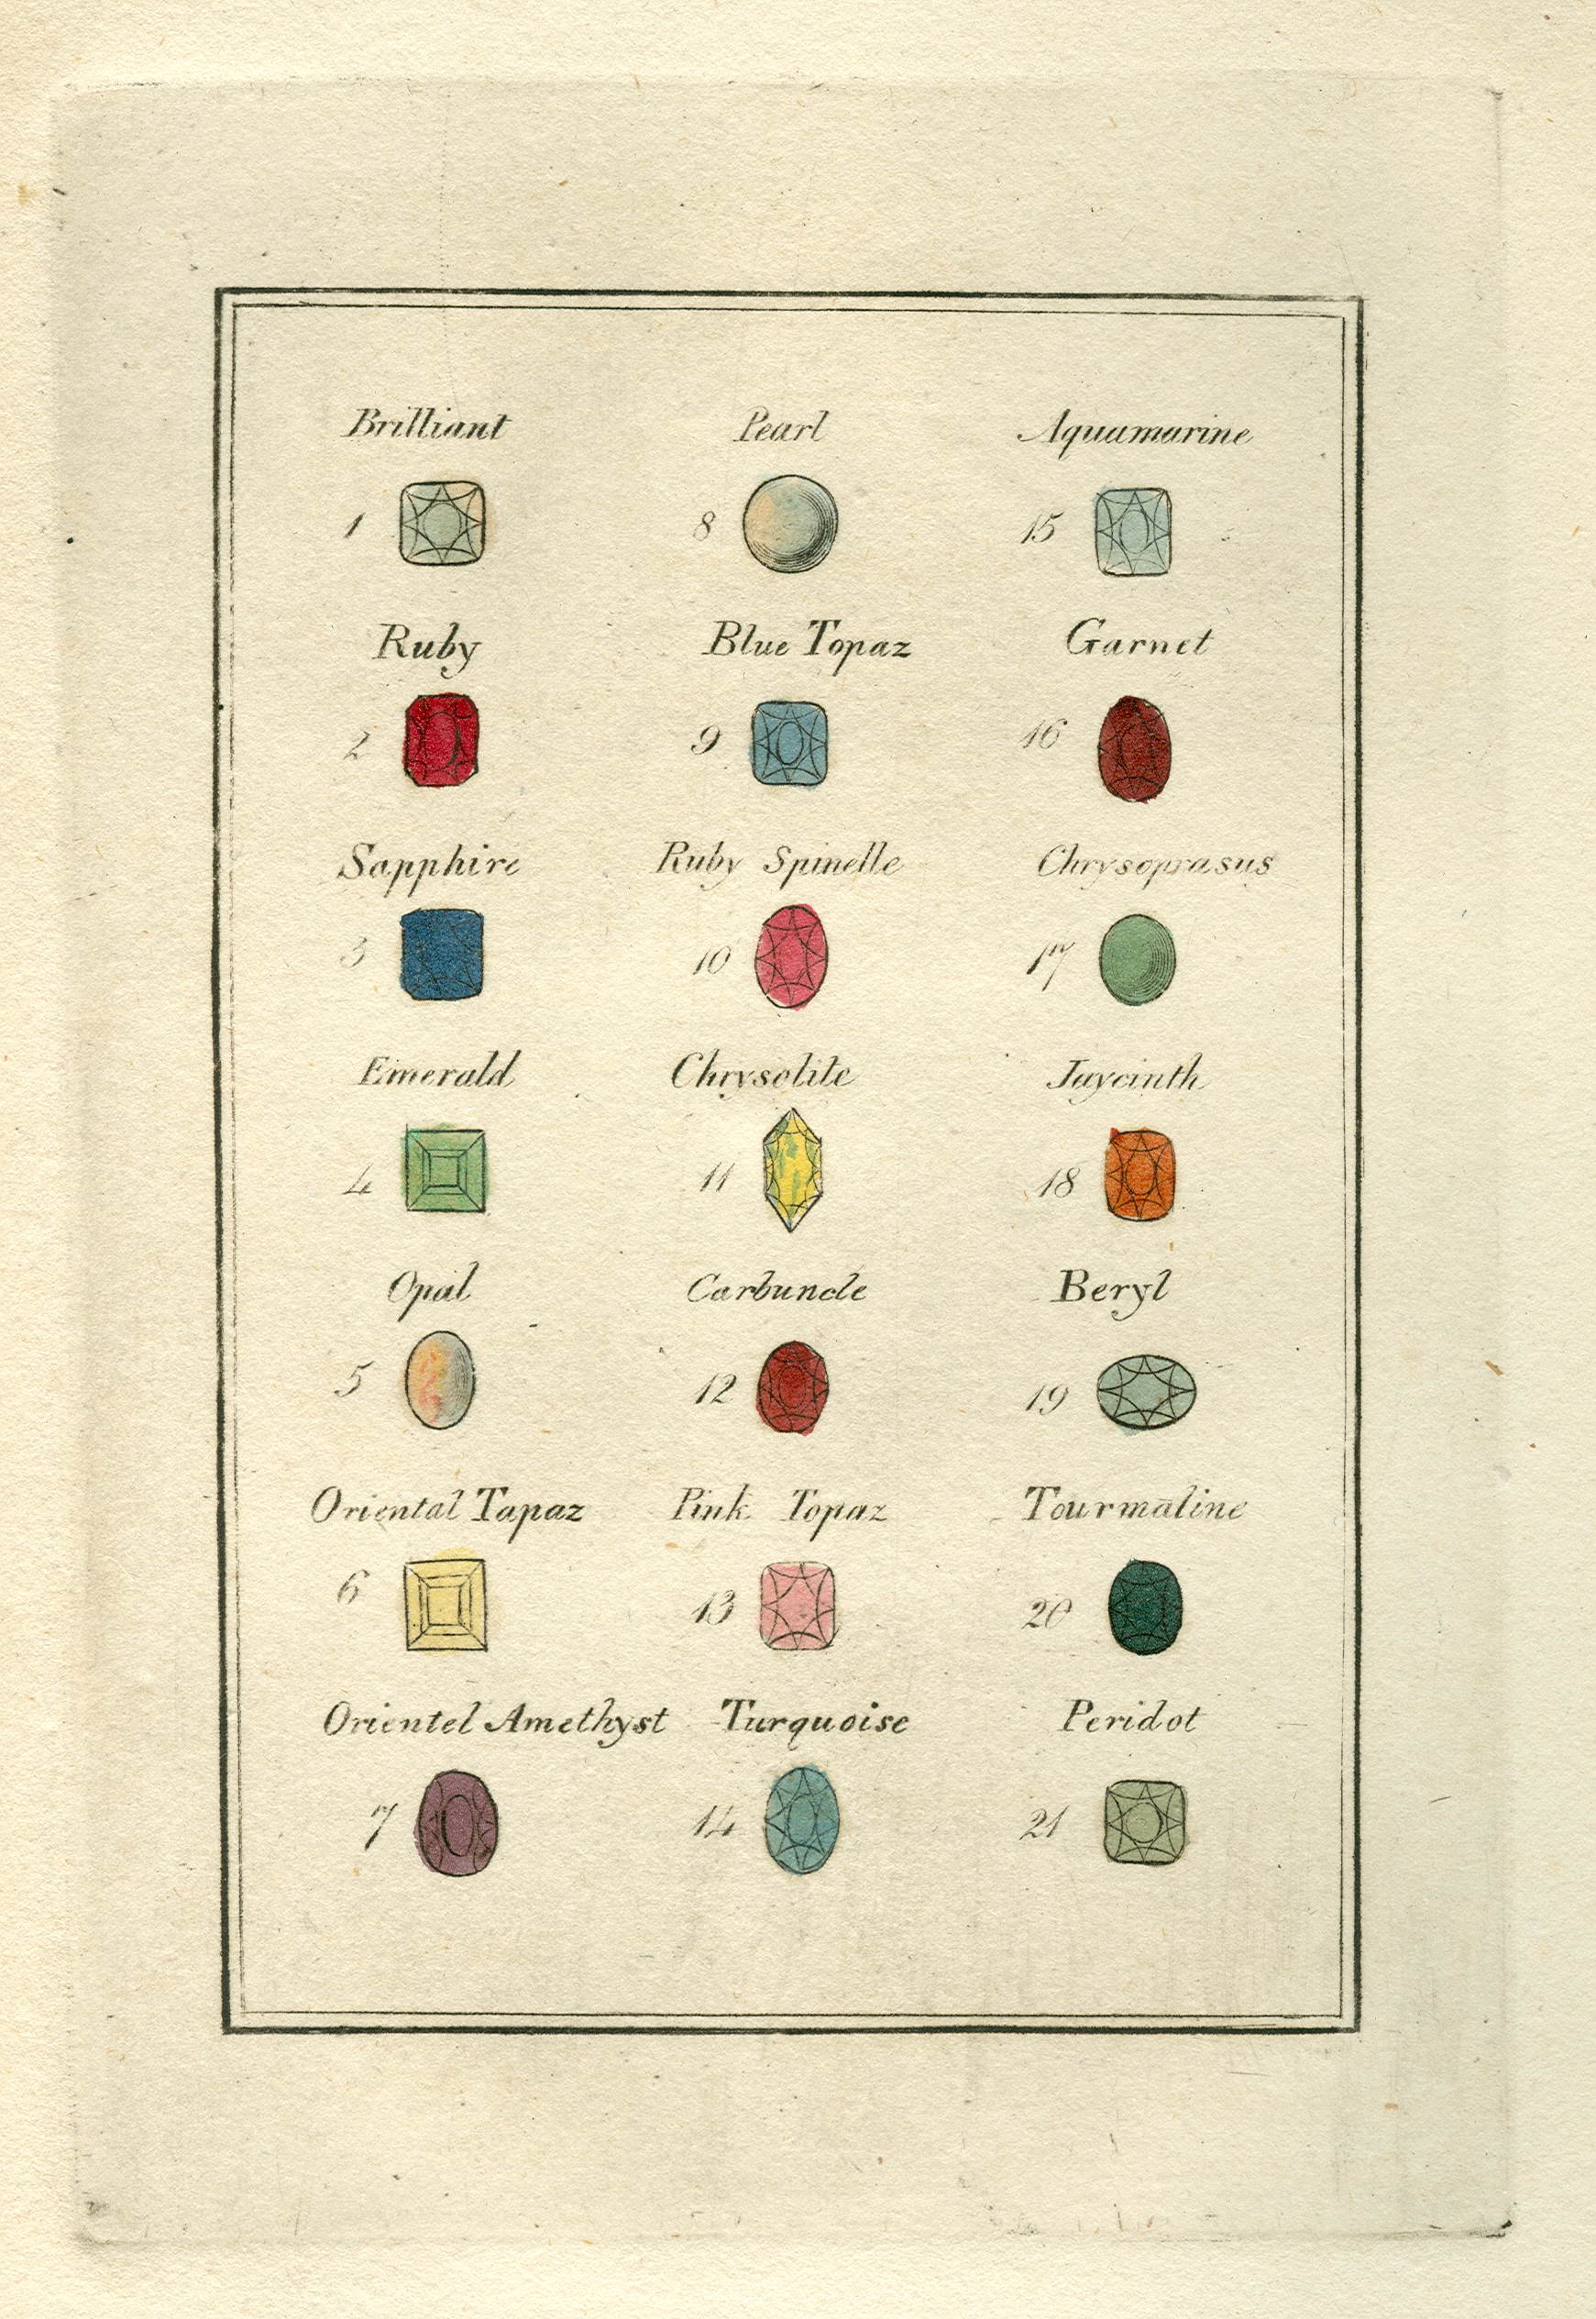 Brilliant
1
Ruby
2
Sapphire
3
Emerald
4
Opal
5
Oriental Tapaz
6
Orientel Amethyst
7
Pearl
8
Blue Topaz
9
Ruby Spinelle
10
Chrysolite
11
Carbuncle
12
Pink Topaz
13
Turquoise
14
Aquamarine
15
Garnet
16
Chrysoprasus
17
Jaycinth
18
Beryl
19
Tourmaline
20
Peridot
21